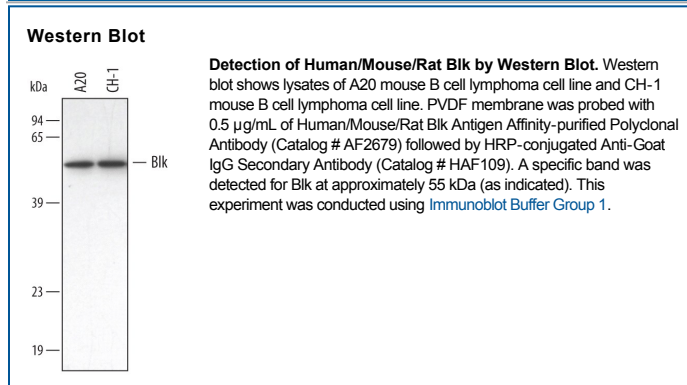 Western Blot
kDa
A20
CH-1
94
65
Blk
39
23
19
Detection of Human/Mouse/Rat Blk by Western Blot. Western
blot shows lysates of A20 mouse B cell lymphoma cell line and CH-1
mouse B cell lymphoma cell line. PVDF membrane was probed with
0.5 µg/mL of Human/Mouse/Rat Blk Antigen Affinity-purified Polyclonal
Antibody (Catalog # AF2679) followed by HRP-conjugated Anti-Goat
IgG Secondary Antibody (Catalog # HAF109). A specific band was
detected for Blk at approximately 55 kDa (as indicated). This
experiment was conducted using Immunoblot Buffer Group 1.